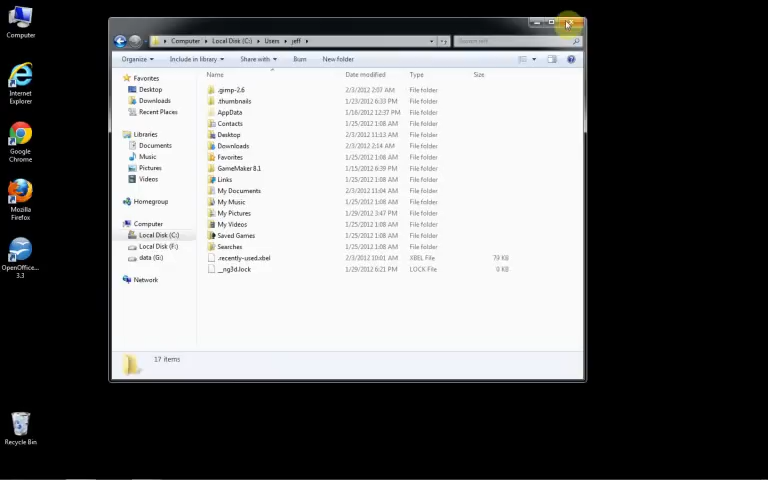 Computer
Internet
Explorer
Google
Chrome
Mozilla
Firefox
OpenOffice...
3.3
Recycle Bin
Computer Local Disk (C:) Users jeff
Search jeff
Organize Include in library Share with Burn New folder
Favorites
Desktop
Downloads
Recent Places
Libraries
Documents
Music
Pictures
Videos
Homegroup
Computer
Local Disk (C:)
Local Disk (F:)
data (G:)
Network
Name Date modified Type Size
.gimp-2.6 2/3/2012 2:07 AM File folder
.thumbnails 1/23/2012 6:33 PM File folder
AppData 1/16/2012 12:37 PM File folder
Contacts 1/25/2012 1:08 AM File folder
Desktop 2/3/2012 11:13 AM File folder
Downloads 2/3/2012 2:14 AM File folder
Favorites 1/25/2012 1:08 AM File folder
GameMaker 8.1 1/15/2012 6:39 PM File folder
Links 1/25/2012 1:08 AM File folder
My Documents 2/3/2012 11:04 AM File folder
My Music 1/25/2012 1:08 AM File folder
My Pictures 1/29/2012 3:47 PM File folder
My Videos 1/25/2012 1:08 AM File folder
Saved Games 1/25/2012 1:08 AM File folder
Searches 1/25/2012 1:08 AM File folder
.recently-used.xbel 2/3/2012 10:01 AM XBEL File 79 KB
__ng3d.lock 1/29/2012 6:21 PM LOCK File 0 KB
17 items